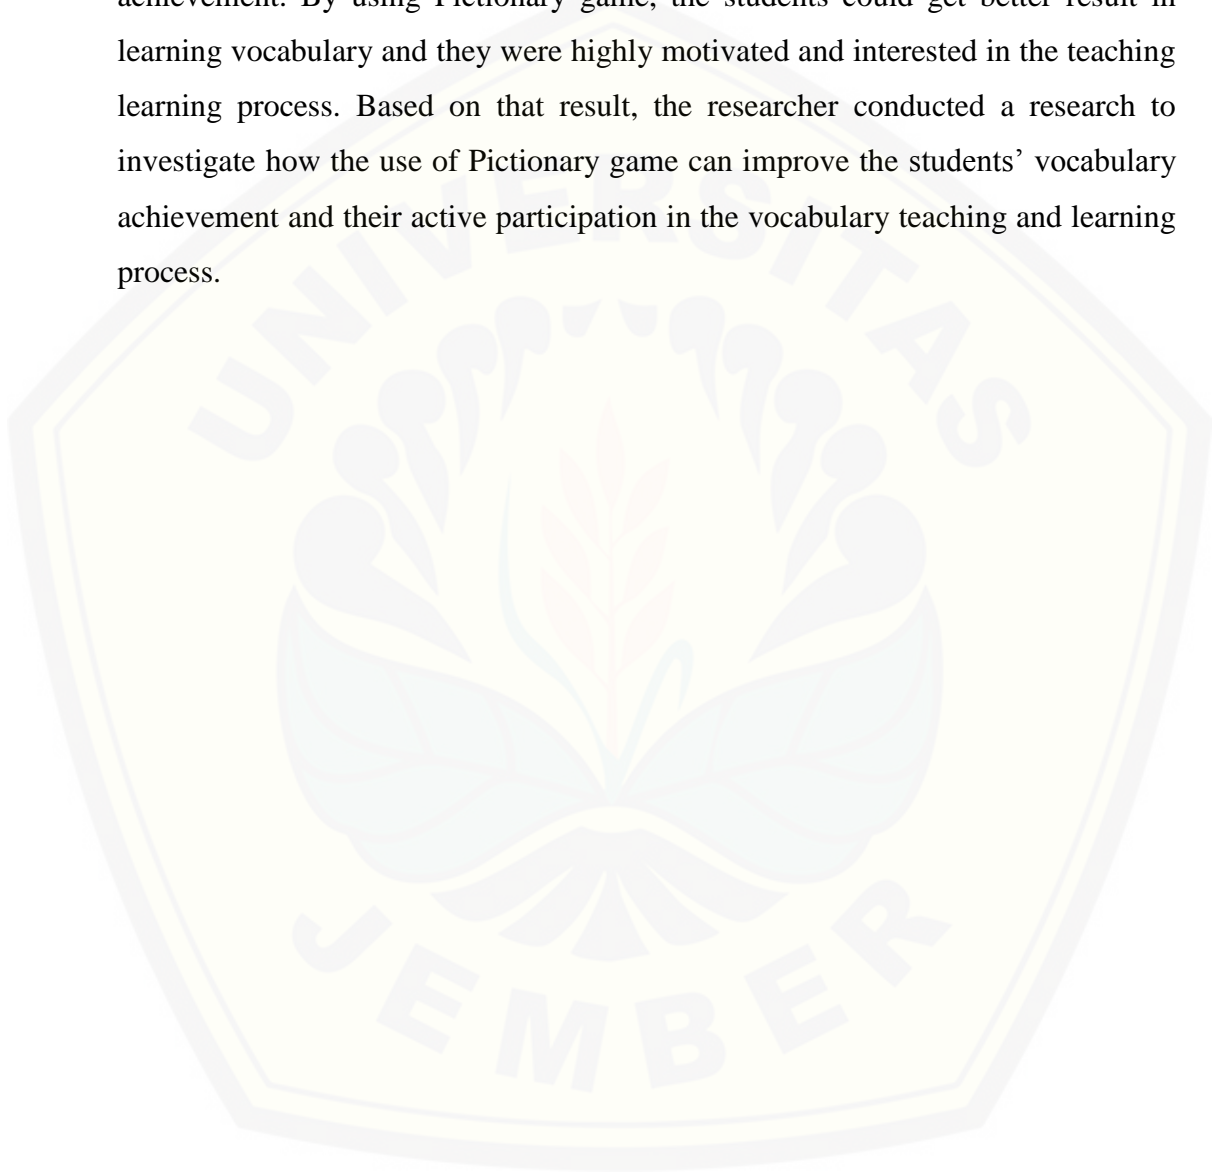 achievement. By using Pictionary game, the students could get better result in
learning vocabulary and they were highly motivated and interested in the teaching
learning process. Based on that result, the researcher conducted a research to
investigate how the use of Pictionary game can improve the students’ vocabulary
achievement and their active participation in the vocabulary teaching and learning
process.
UNIVERSITAS
JEMBER